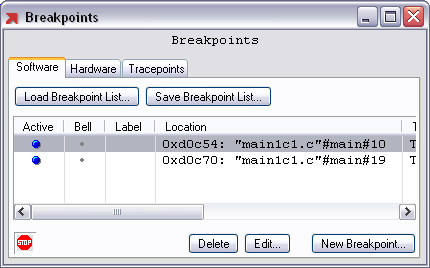 Breakpoints
Breakpoints
Software Hardware Tracepoints
Load Breakpoint List... Save Breakpoint List...
Active Bell Label Location T
0xd0c54: "main1c1.c"#main#10 T
0xd0c70: "main1c1.c"#main#19 T
STOP Delete Edit... New Breakpoint...